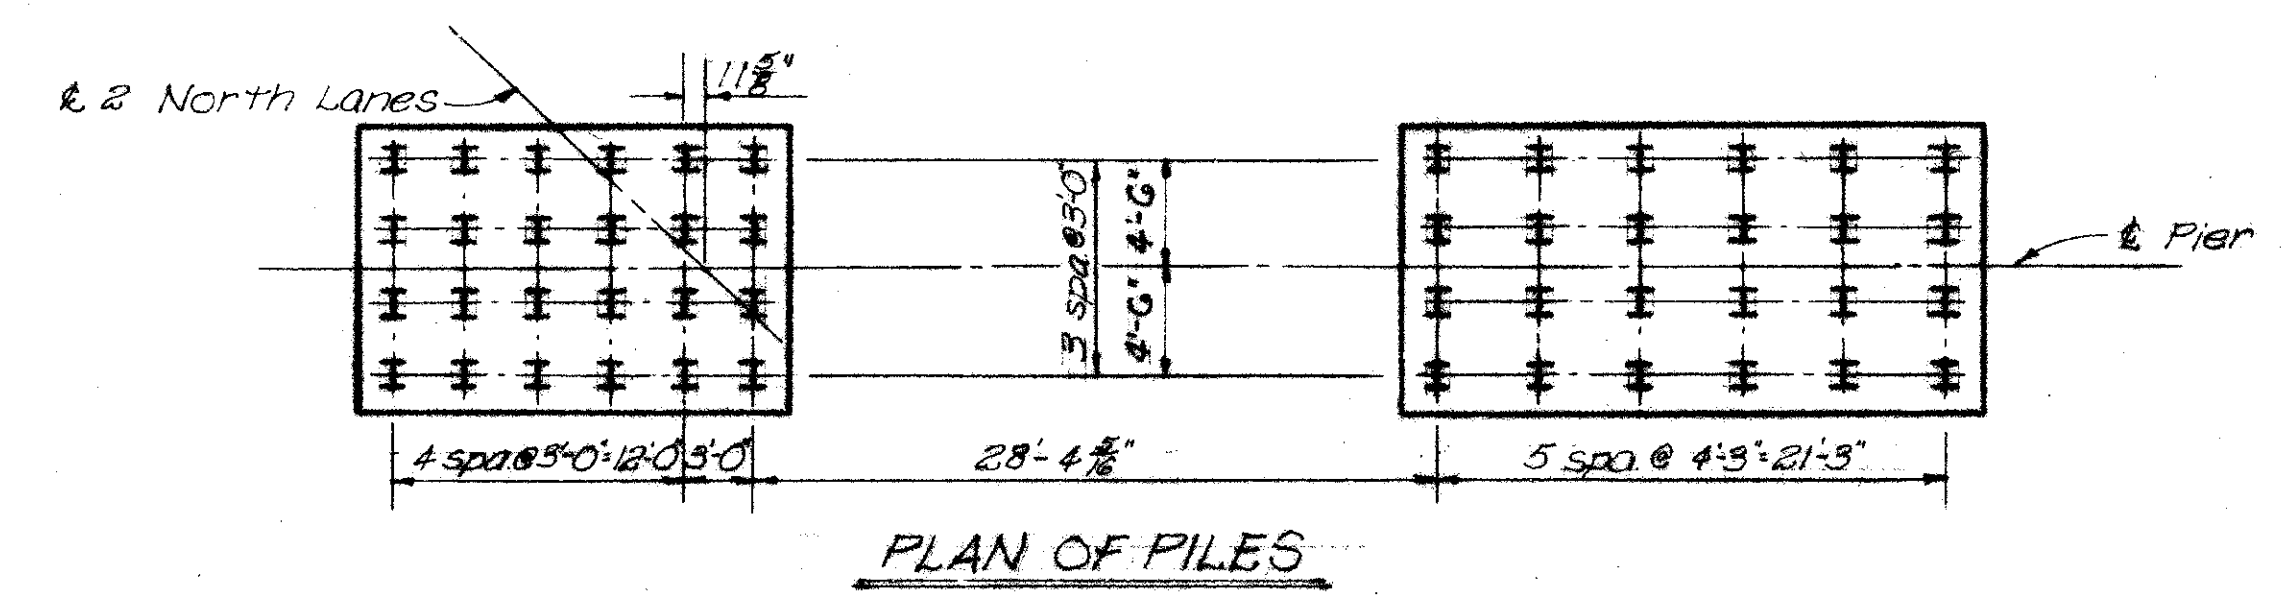 11 5/8"
℄ 2 North Lanes
3 spa. @ 3'-0"
4'-6"
4'-6"
℄ Pier
4 spa. @ 3'-0" = 12'-0"
3'-0"
28'-4 5/16"
5 spa. @ 4'-3" = 21'-3"
PLAN OF PILES